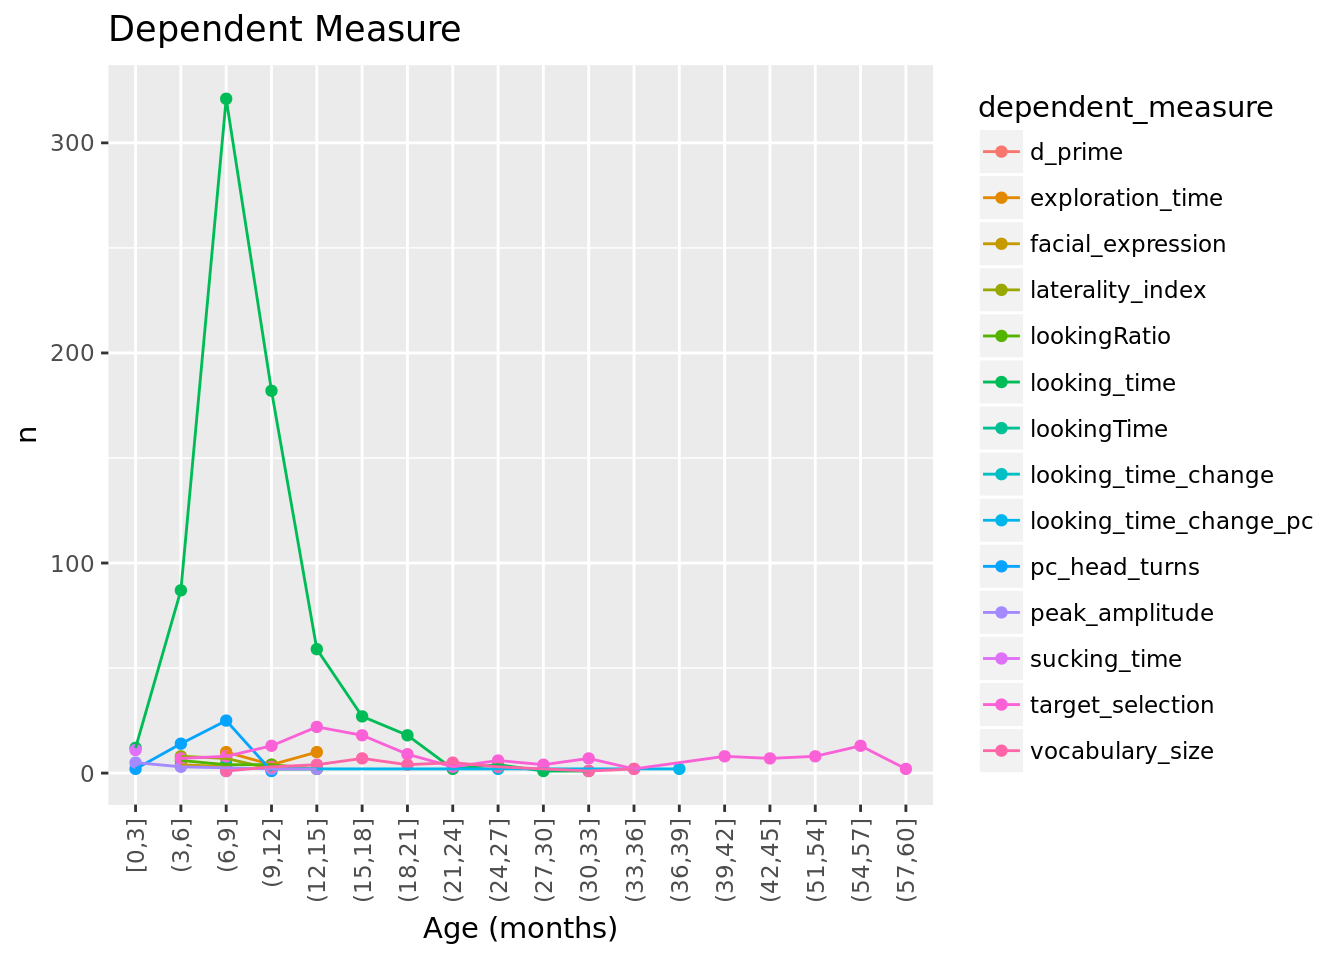 Dependent Measure
n
300
200
100
0
[0,3]
(3,6]
(6,9]
(9,12]
(12,15]
(15,18]
(18,21]
(21,24]
(24,27]
(27,30]
(30,33]
(33,36]
(36,39]
(39,42]
(42,45]
(51,54]
(54,57]
(57,60]
Age (months)
dependent_measure
d_prime
exploration_time
facial_expression
laterality_index
lookingRatio
looking_time
lookingTime
looking_time_change
looking_time_change_pc
pc_head_turns
peak_amplitude
sucking_time
target_selection
vocabulary_size